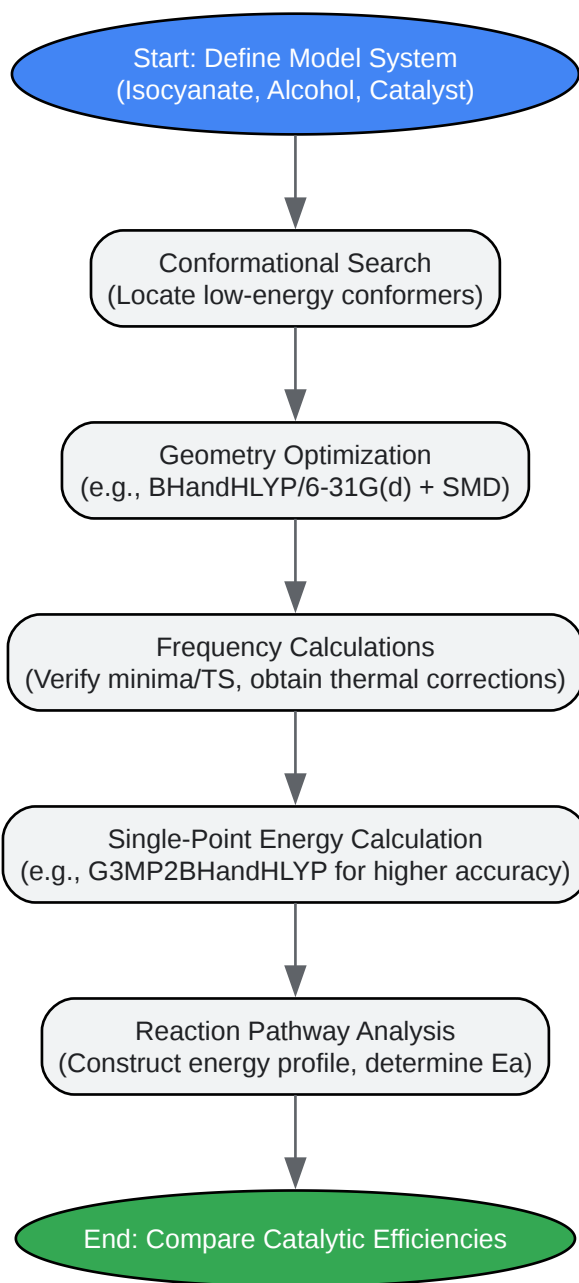 Start: Define Model System
(Isocyanate, Alcohol, Catalyst)
Conformational Search
(Locate low-energy conformers)
Geometry Optimization
(e.g., BHandHLYP/6-31G(d) + SMD)
Frequency Calculations
(Verify minima/TS, obtain thermal corrections)
Single-Point Energy Calculation
(e.g., G3MP2BHandHLYP for higher accuracy)
Reaction Pathway Analysis
(Construct energy profile, determine Ea)
End: Compare Catalytic Efficiencies